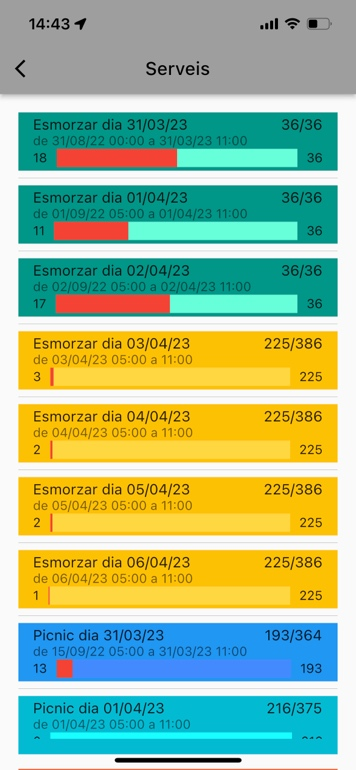 14:43
Serveis
Esmorzar dia 31/03/23 36/36
de 31/08/22 00:00 a 31/03/23 11:00
18 36
Esmorzar dia 01/04/23 36/36
de 01/09/22 05:00 a 01/04/23 11:00
11 36
Esmorzar dia 02/04/23 36/36
de 02/09/22 05:00 a 02/04/23 11:00
17 36
Esmorzar dia 03/04/23 225/386
de 03/04/23 05:00 a 11:00
3 225
Esmorzar dia 04/04/23 225/386
de 04/04/23 05:00 a 11:00
2 225
Esmorzar dia 05/04/23 225/386
de 05/04/23 05:00 a 11:00
2 225
Esmorzar dia 06/04/23 225/386
de 06/04/23 05:00 a 11:00
1 225
Picnic dia 31/03/23 193/364
de 15/09/22 05:00 a 31/03/23 11:00
13 193
Picnic dia 01/04/23 216/375
de 01/04/23 05:00 a 11:00